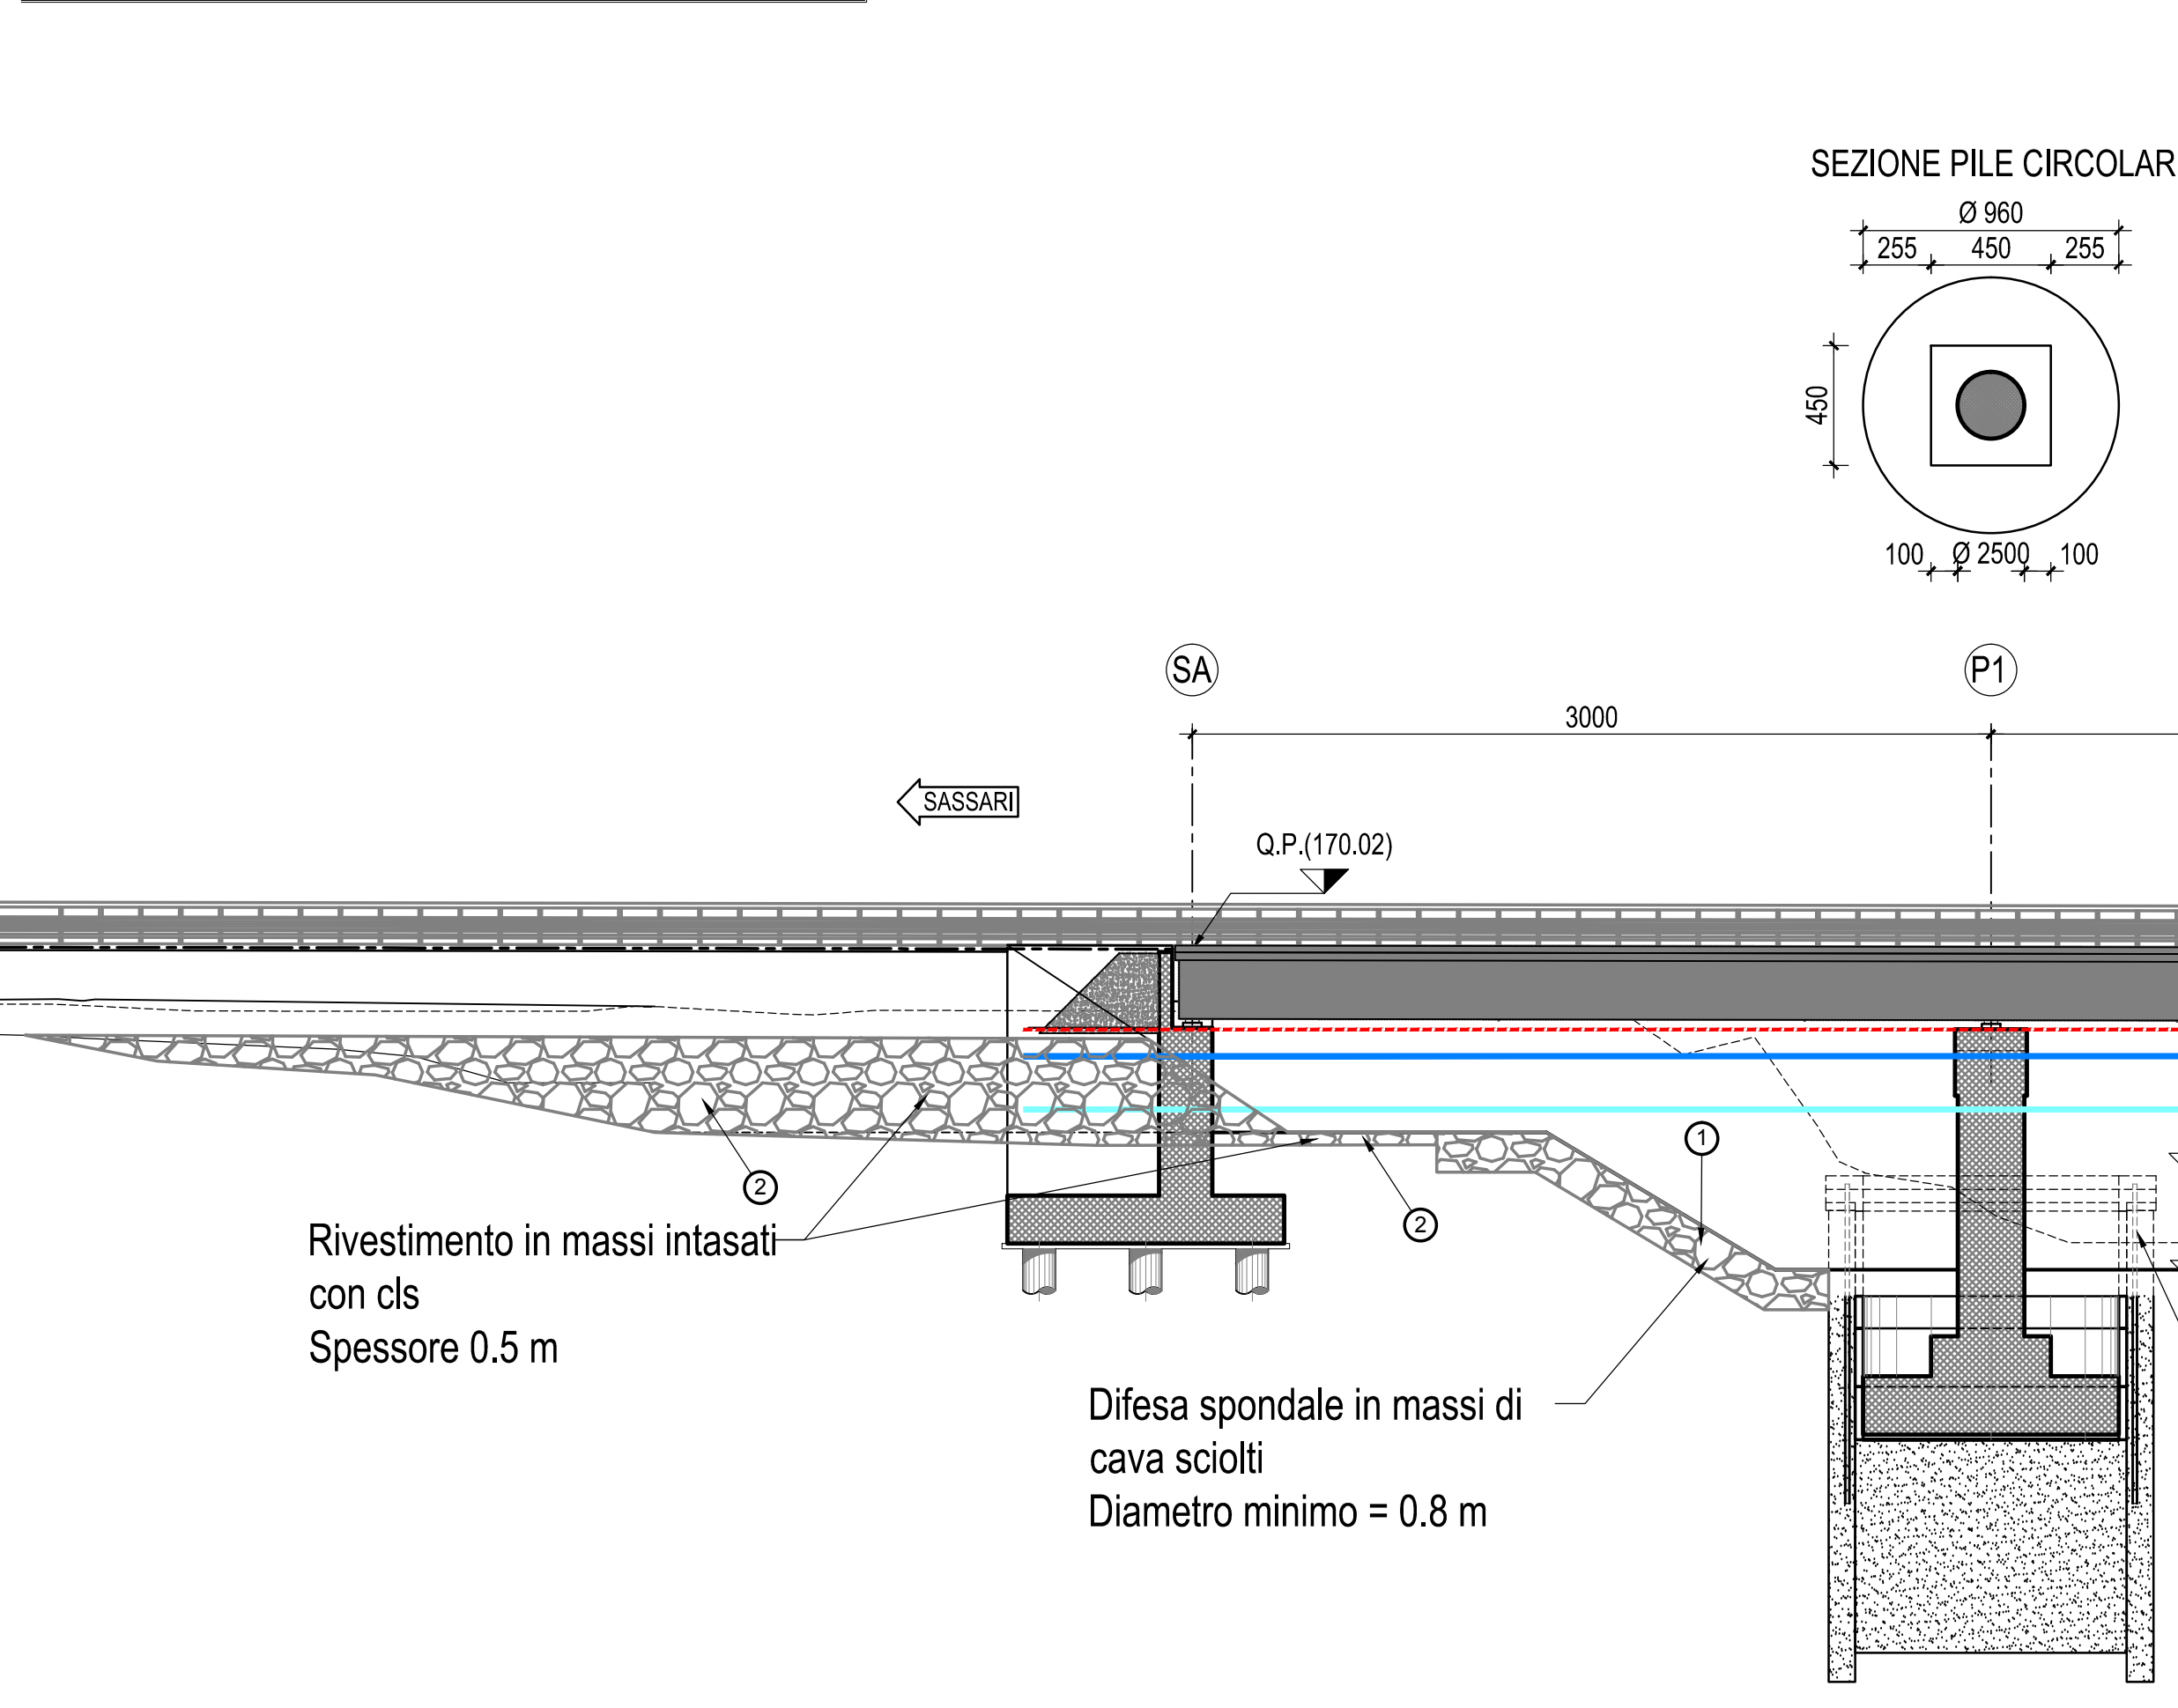 SEZIONE PILE CIRCOLAR
Ø 960
255 450 255
450
100 Ø 2500 100
SA
P1
3000
SASSARI
Q.P.(170.02)
1
2
2
Rivestimento in massi intasati
con cls
Spessore 0.5 m
Difesa spondale in massi di
cava sciolti
Diametro minimo = 0.8 m